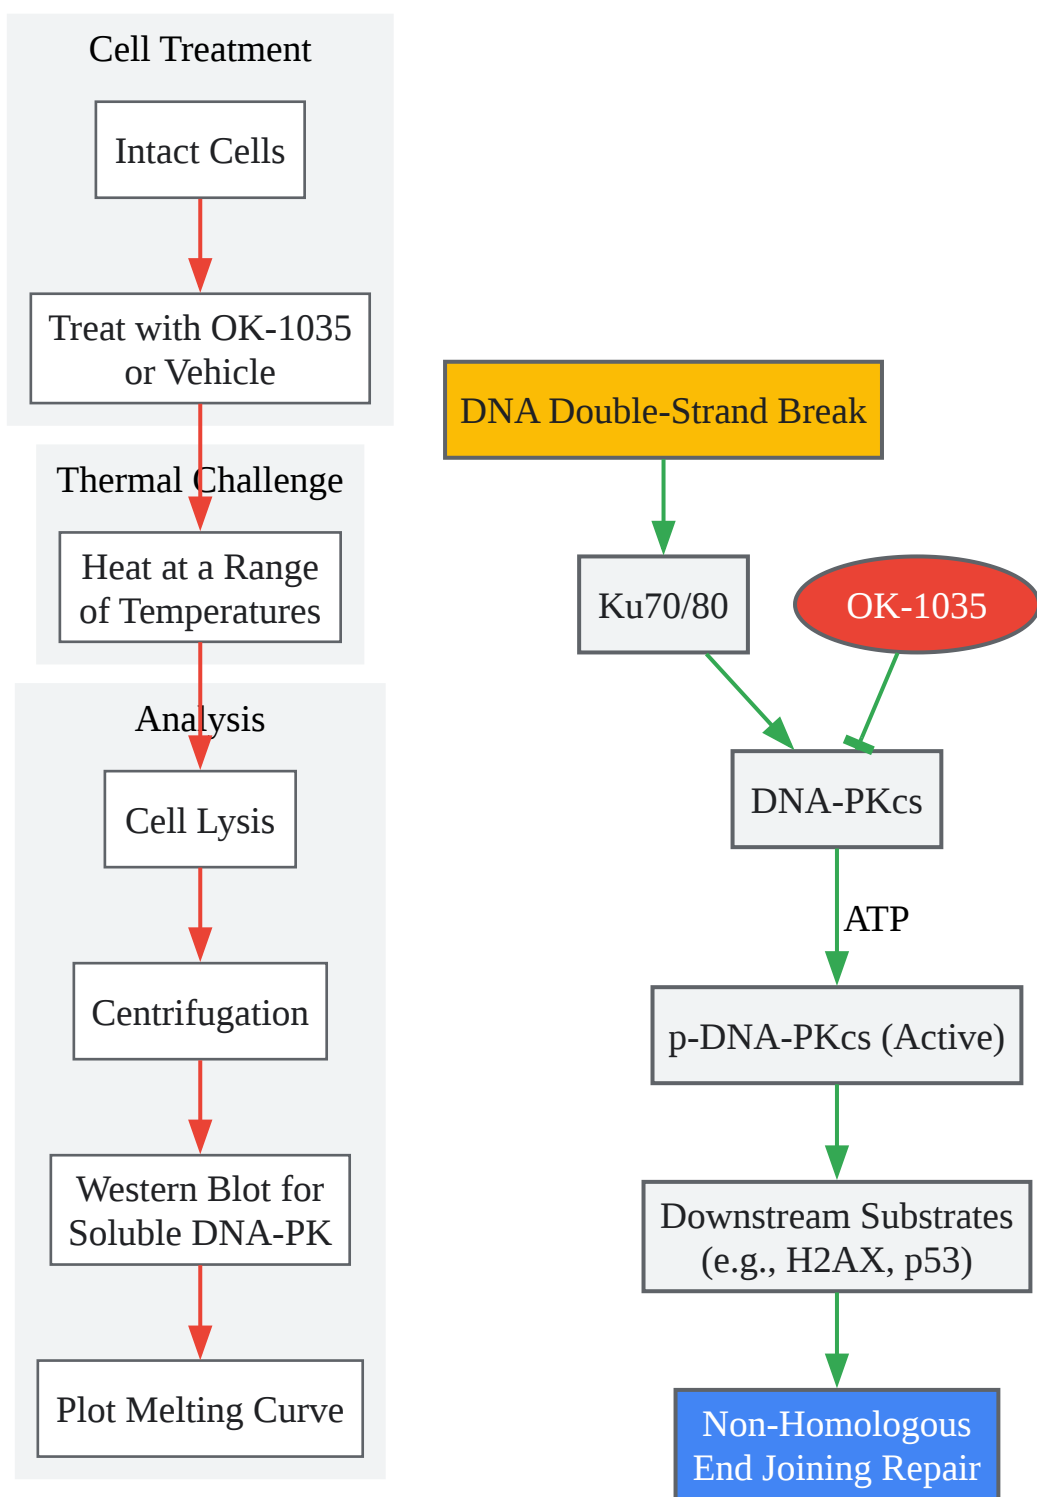 Cell Treatment
Intact Cells
Treat with OK-1035
or Vehicle
Thermal Challenge
Heat at a Range
of Temperatures
Analysis
Cell Lysis
Centrifugation
Western Blot for
Soluble DNA-PK
Plot Melting Curve
DNA Double-Strand Break
Ku70/80
OK-1035
DNA-PKcs
ATP
p-DNA-PKcs (Active)
Downstream Substrates
(e.g., H2AX, p53)
Non-Homologous
End Joining Repair